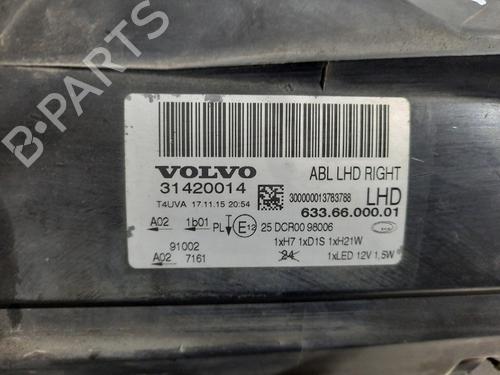 B-PARTS
VOLVO ABL LHD RIGHT
31420014 300000013783788 LHD
T4UVA 17.11.15 20:54 633.66.000.01
A02 1b01 PL E12 25 DCR00 98006
91002 1xH7 1xD1S 1xH21W
A02 7161 24 1xLED 12V 1,5W